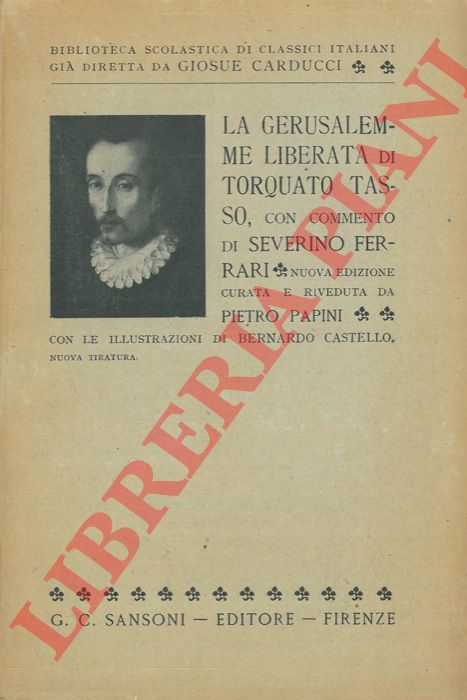 BIBLIOTECA SCOLASTICA DI CLASSICI ITALIANI
GIÀ DIRETTA DA GIOSUE CARDUCCI
LA GERUSALEM-
ME LIBERATA DI
TORQUATO TAS-
SO, CON COMMENTO
DI SEVERINO FER-
RARI NUOVA EDIZIONE
CURATA E RIVEDUTA DA
PIETRO PAPINI
CON LE ILLUSTRAZIONI DI BERNARDO CASTELLO.
NUOVA TIRATURA.
G. C. SANSONI — EDITORE — FIRENZE
LIBRERIA PIANI